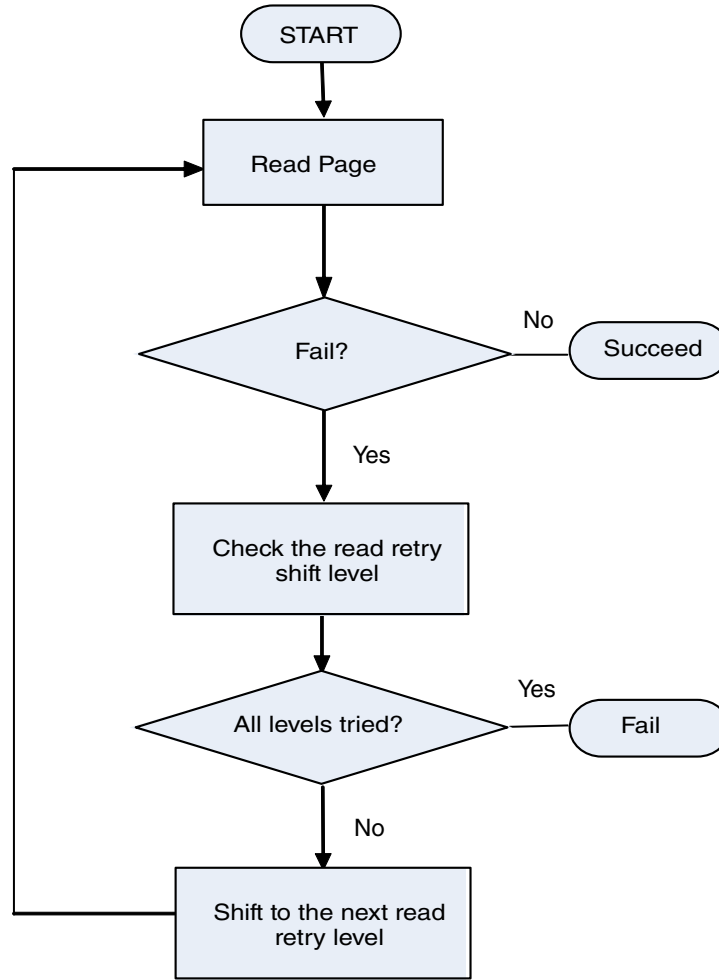 START
Read Page
Fail?
No
Succeed
Yes
Check the read retry
shift level
All levels tried?
Yes
Fail
No
Shift to the next read
retry level